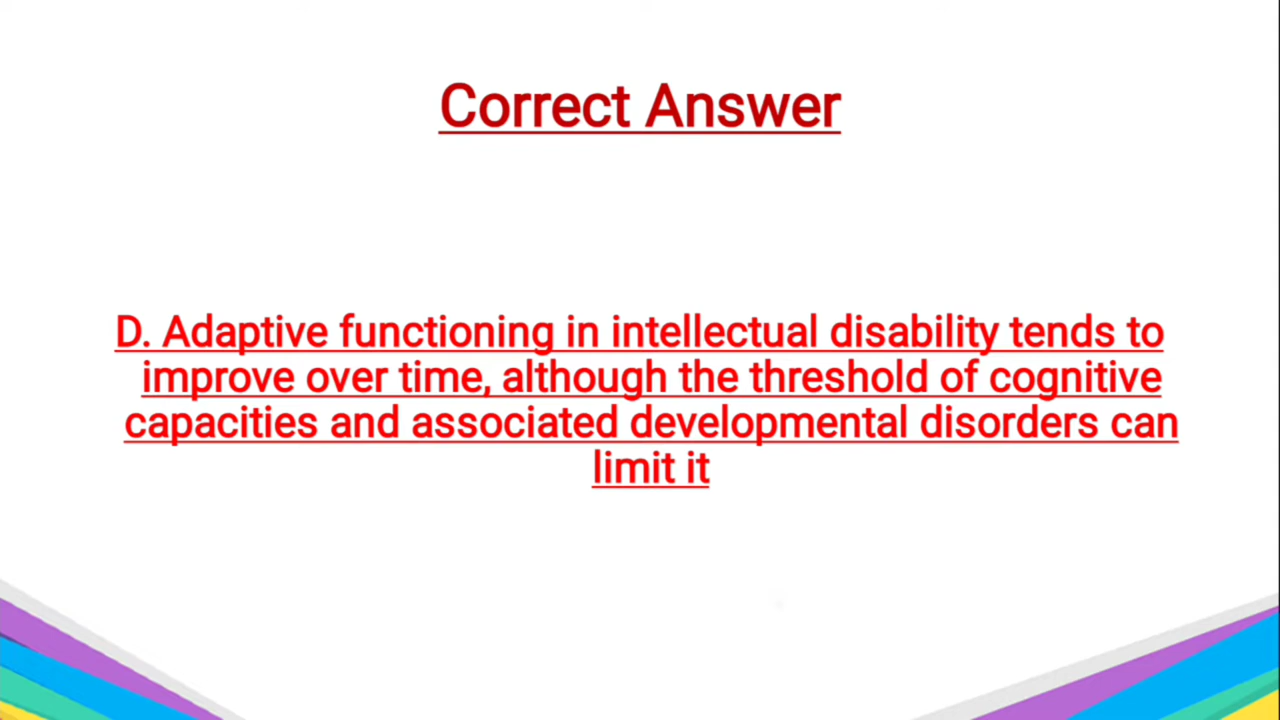 Correct Answer
D. Adaptive functioning in intellectual disability tends to
improve over time, although the threshold of cognitive
capacities and associated developmental disorders can
limit it